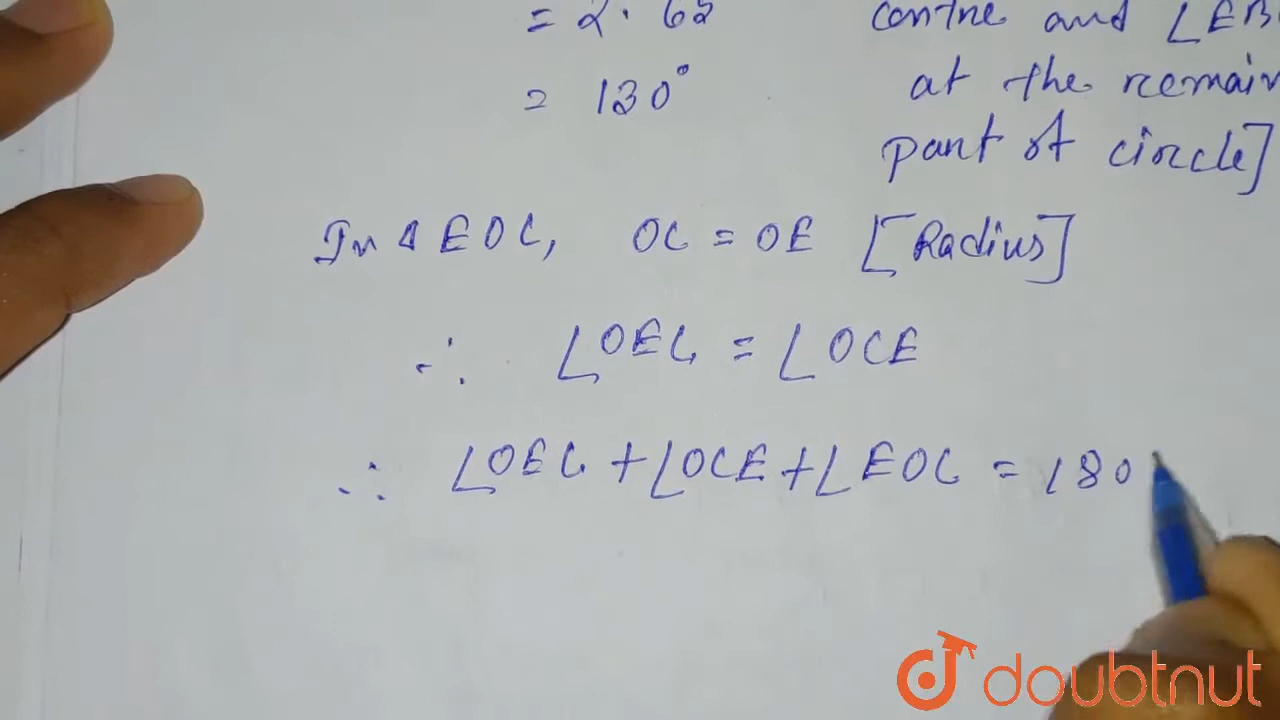 = 2. 62
= 130°
centre and ∠EB
at the remain
part of circle]
In Δ EOC, OC = OE [Radius]
∴ ∠OEC = ∠OCE
∴ ∠OEC + ∠OCE + ∠EOC = 180
doubtnut